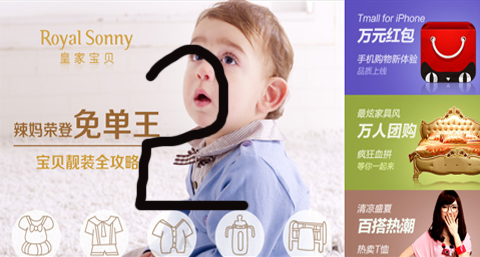 Royal Sonny
皇家宝贝
辣妈荣登免单王
宝贝靓装全攻略
2
Tmall for iPhone
万元红包
手机购物新体验
品质上线
最炫家具风
万人团购
疯狂血拼
等你一起来
清凉盛夏
百搭热潮
热卖T恤